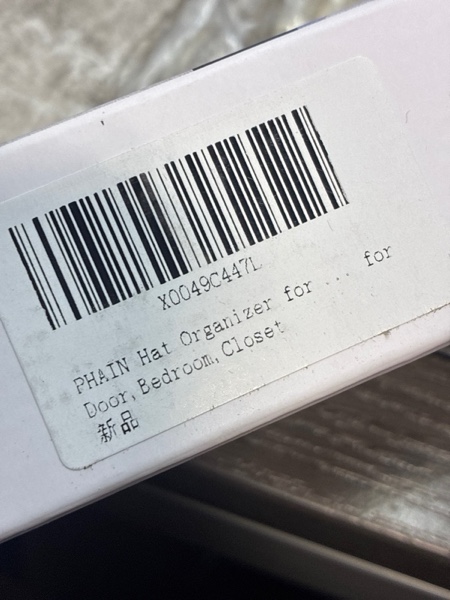 X0049C447L
PHAIN Hat Organizer for ... for
Door,Bedroom,Closet
新品